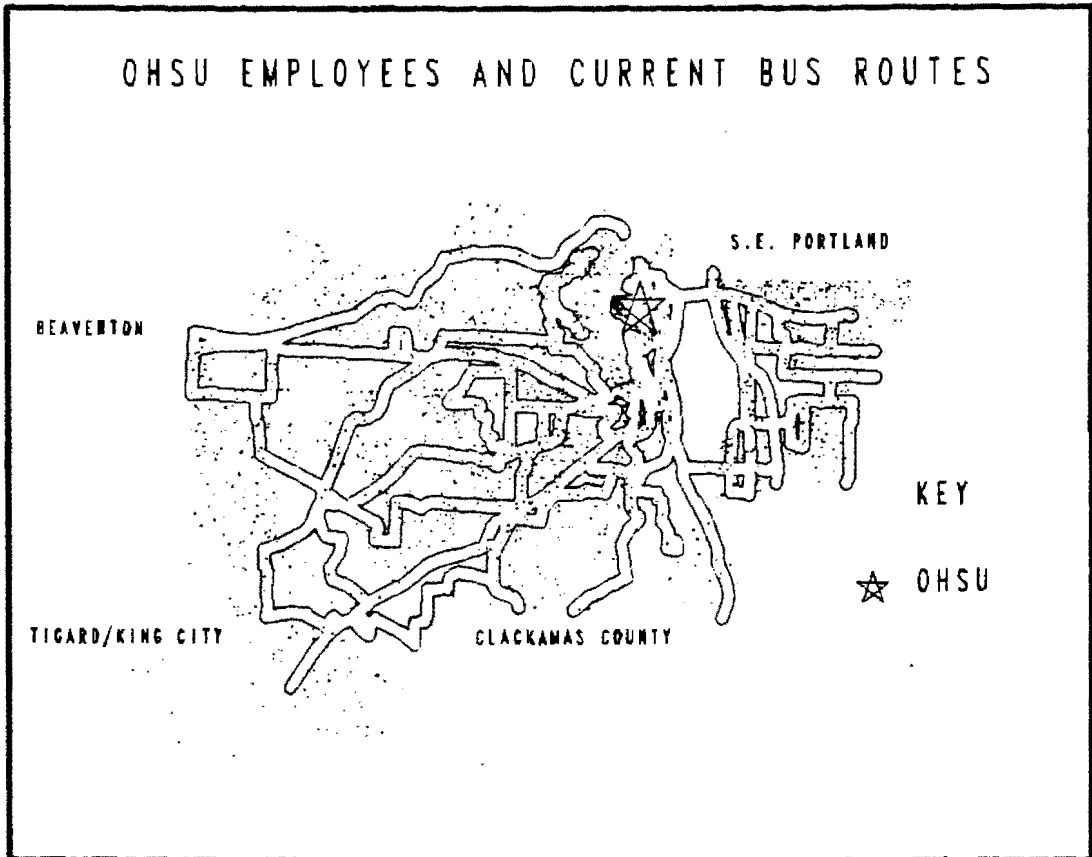 OHSU EMPLOYEES AND CURRENT BUS ROUTES
S.E. PORTLAND
BEAVERTON
KEY
OHSU
TIGARD/KING CITY
CLACKAMAS COUNTY